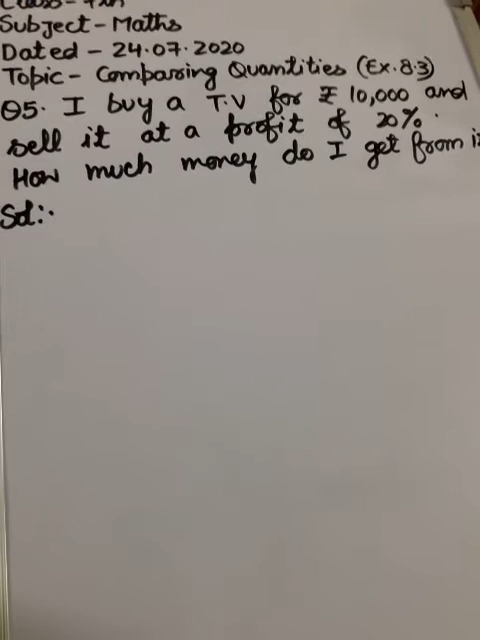 Subject - Maths
Dated - 24.07.2020
Topic - Comparing Quantities (Ex.8.3)
Q5. I buy a T.V for ₹ 10,000 and
sell it at a profit of 20%.
How much money do I get from
Sol:-